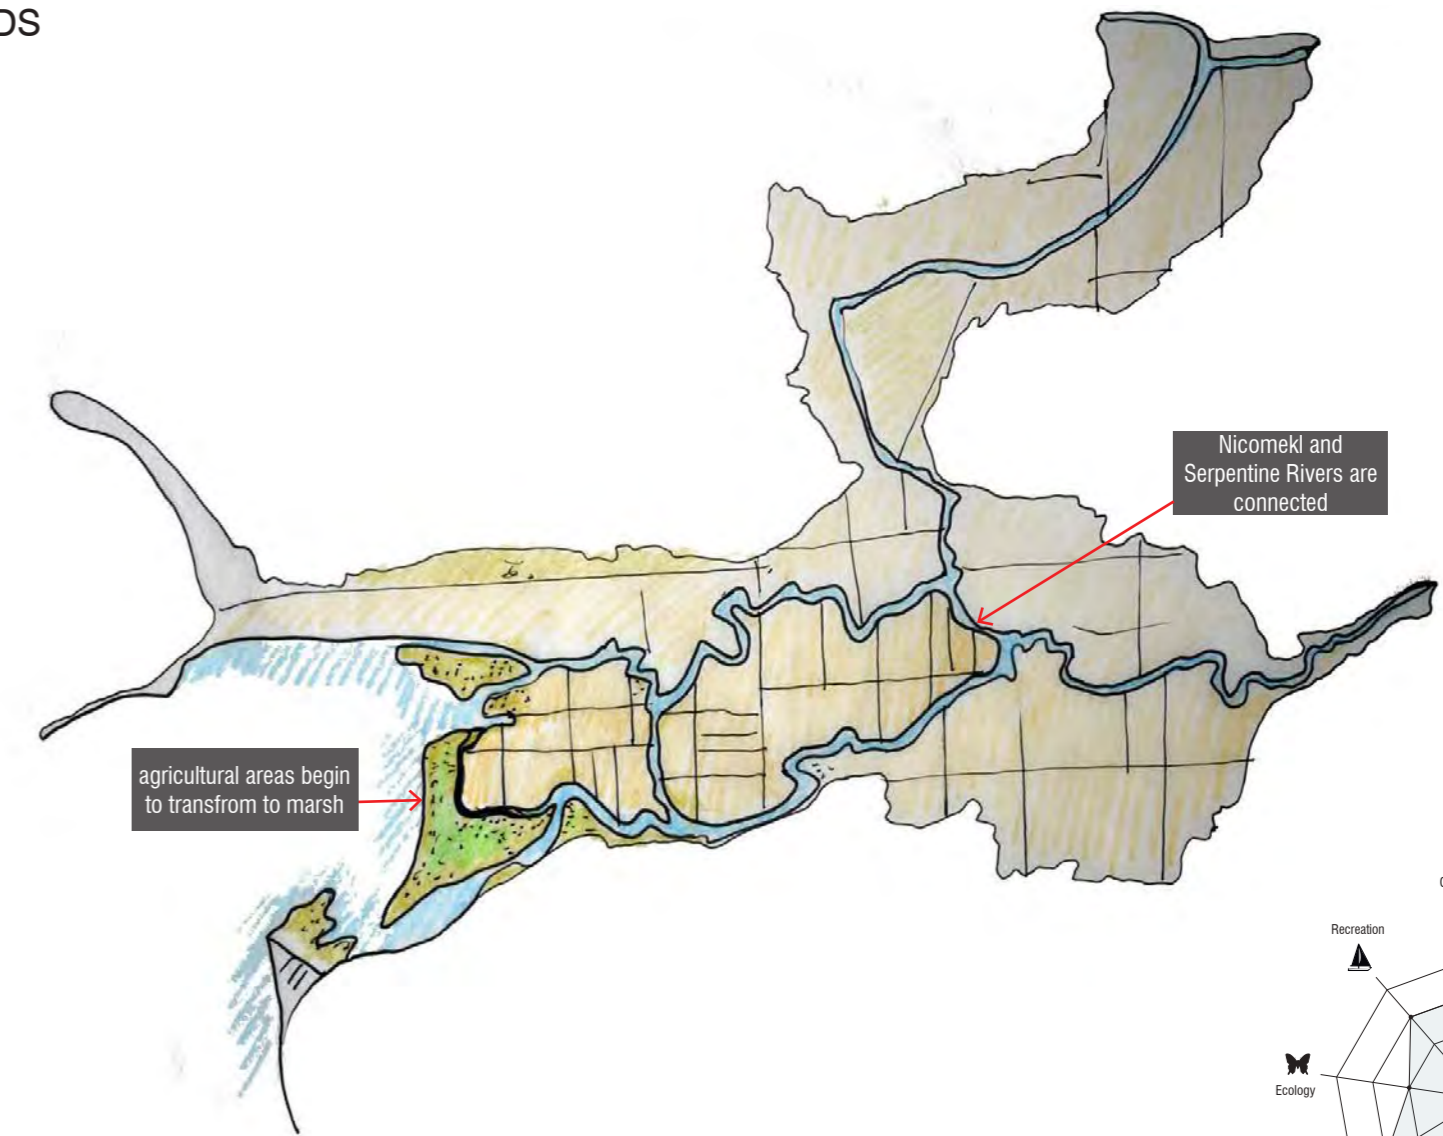 DS
Nicomekl and
Serpentine Rivers are
connected
agricultural areas begin
to transfrom to marsh
Recreation
Ecology